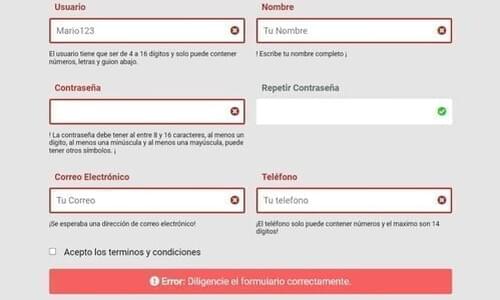 Usuario
Nombre
Mario123
Tu Nombre
El usuario tiene que ser de 4 a 16 dígitos y solo puede contener
números, letras y guion abajo.
! Escribe tu nombre completo ¡
Contraseña
Repetir Contraseña
! La contraseña debe tener al entre 8 y 16 caracteres, al menos un
dígito, al menos una minúscula y al menos una mayúscula, puede
tener otros símbolos. ¡
Correo Electrónico
Teléfono
Tu Correo
Tu telefono
¡Se esperaba una dirección de correo electrónico!
¡El teléfono solo puede contener números y el maximo son 14
dígitos!
Acepto los terminos y condiciones
Error: Diligencie el formulario correctamente.